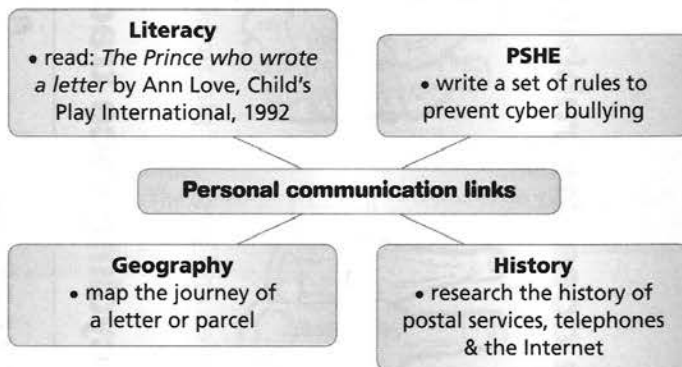 Literacy
• read: The Prince who wrote
a letter by Ann Love, Child's
Play International, 1992
PSHE
• write a set of rules to
prevent cyber bullying
Personal communication links
Geography
• map the journey of
a letter or parcel
History
• research the history of
postal services, telephones
& the Internet